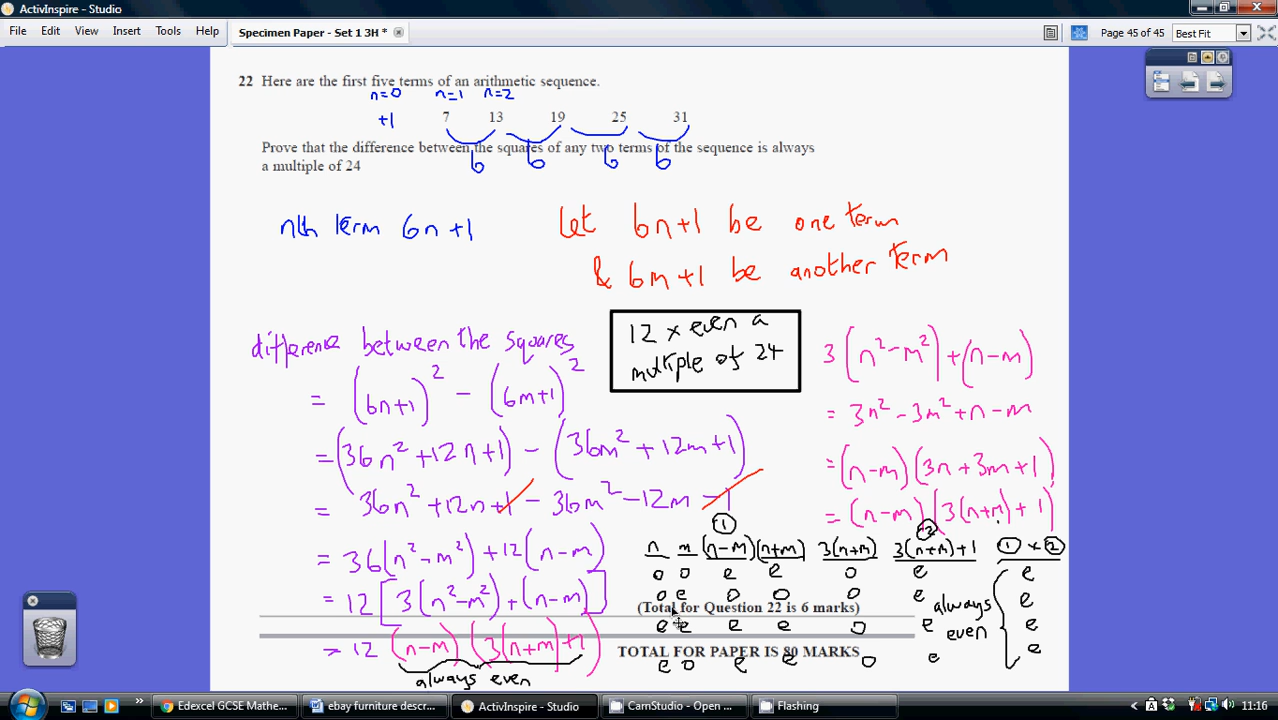 ActivInspire - Studio
File Edit View Insert Tools Help Specimen Paper - Set 1 3H * Page 45 of 45 Best Fit
22 Here are the first five terms of an arithmetic sequence.
n=0 n=1 n=2
+1 7 13 19 25 31
Prove that the difference between the squares of any two terms of the sequence is always
6 6 6 6
a multiple of 24
nth term 6n+1
Let 6n+1 be one term
& 6m+1 be another term
12 x even a
multiple of 24
difference between the squares
= (6n+1)² - (6m+1)²
= (36n²+12n+1) - (36m²+12m+1)
= 36n²+12n+1 - 36m²-12m-1
= 36(n²-m²)+12(n-m)
= 12[3(n²-m²)+(n-m)]
= 12 (n-m)(3(n+m)+1)
always even
3(n²-m²)+(n-m)
= 3n²-3m²+n-m
= (n-m)(3n+3m+1)
= (n-m)(3(n+m)+1)
① ②
n m (n-m) (n+m) 3(n+m) 3(n+m)+1 ①x②
o o e e o e e
o e o o o e e
(Total for Question 22 is 6 marks)
e e e e o e e
TOTAL FOR PAPER IS 80 MARKS
e o e e o e e
always
even
Edexcel GCSE Mathe... ebay furniture descr... ActivInspire - Studio CamStudio - Open ... Flashing 11:16